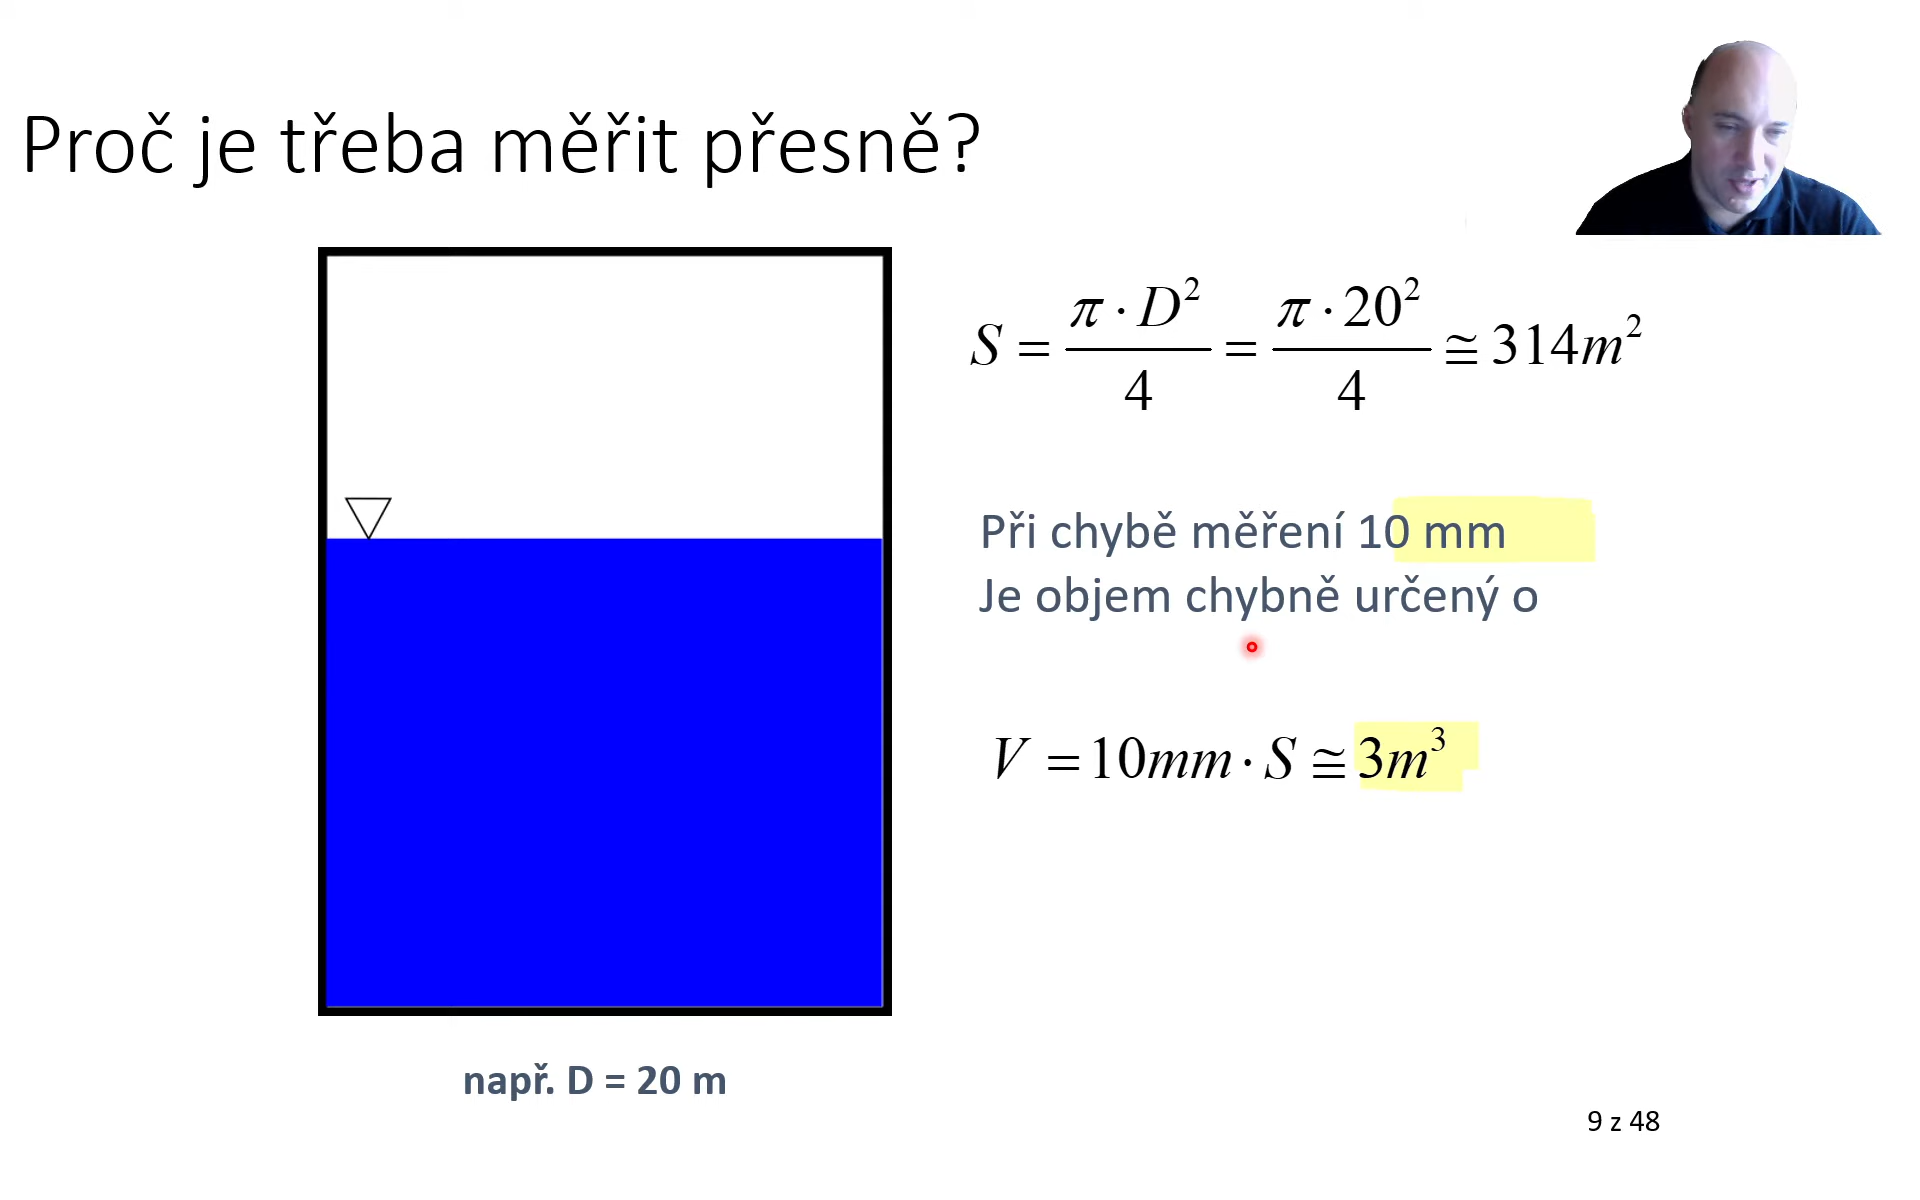 Proč je třeba měřit přesně?
S = π · D² / 4 = π · 20² / 4 ≅ 314m²
Při chybě měření 10 mm
Je objem chybně určený o
V = 10mm · S ≅ 3m³
např. D = 20 m
9 z 48